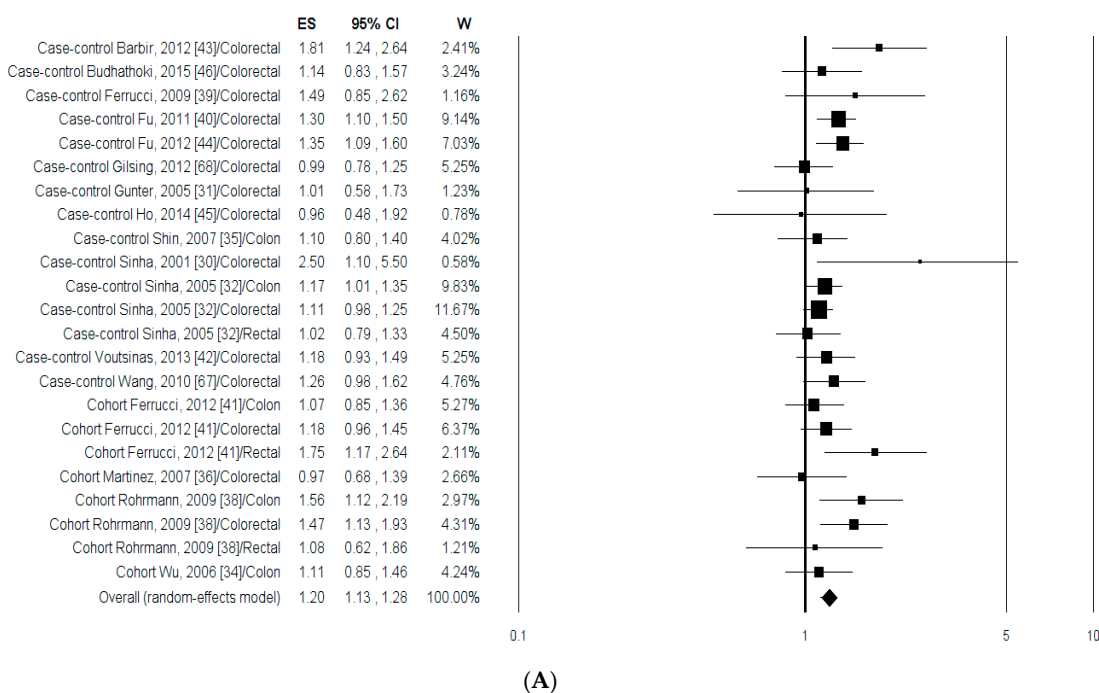 ES 95% CI W
Case-control Barbir, 2012 [43]/Colorectal 1.81 1.24 , 2.64 2.41%
Case-control Budhathoki, 2015 [46]/Colorectal 1.14 0.83 , 1.57 3.24%
Case-control Ferrucci, 2009 [39]/Colorectal 1.49 0.85 , 2.62 1.16%
Case-control Fu, 2011 [40]/Colorectal 1.30 1.10 , 1.50 9.14%
Case-control Fu, 2012 [44]/Colorectal 1.35 1.09 , 1.60 7.03%
Case-control Gilsing, 2012 [68]/Colorectal 0.99 0.78 , 1.25 5.25%
Case-control Gunter, 2005 [31]/Colorectal 1.01 0.58 , 1.73 1.23%
Case-control Ho, 2014 [45]/Colorectal 0.96 0.48 , 1.92 0.78%
Case-control Shin, 2007 [35]/Colon 1.10 0.80 , 1.40 4.02%
Case-control Sinha, 2001 [30]/Colorectal 2.50 1.10 , 5.50 0.58%
Case-control Sinha, 2005 [32]/Colon 1.17 1.01 , 1.35 9.83%
Case-control Sinha, 2005 [32]/Colorectal 1.11 0.98 , 1.25 11.67%
Case-control Sinha, 2005 [32]/Rectal 1.02 0.79 , 1.33 4.50%
Case-control Voutsinas, 2013 [42]/Colorectal 1.18 0.93 , 1.49 5.25%
Case-control Wang, 2010 [67]/Colorectal 1.26 0.98 , 1.62 4.76%
Cohort Ferrucci, 2012 [41]/Colon 1.07 0.85 , 1.36 5.27%
Cohort Ferrucci, 2012 [41]/Colorectal 1.18 0.96 , 1.45 6.37%
Cohort Ferrucci, 2012 [41]/Rectal 1.75 1.17 , 2.64 2.11%
Cohort Martinez, 2007 [36]/Colorectal 0.97 0.68 , 1.39 2.66%
Cohort Rohrmann, 2009 [38]/Colon 1.56 1.12 , 2.19 2.97%
Cohort Rohrmann, 2009 [38]/Colorectal 1.47 1.13 , 1.93 4.31%
Cohort Rohrmann, 2009 [38]/Rectal 1.08 0.62 , 1.86 1.21%
Cohort Wu, 2006 [34]/Colon 1.11 0.85 , 1.46 4.24%
Overall (random-effects model) 1.20 1.13 , 1.28 100.00%
0.1 1 5 10
(A)